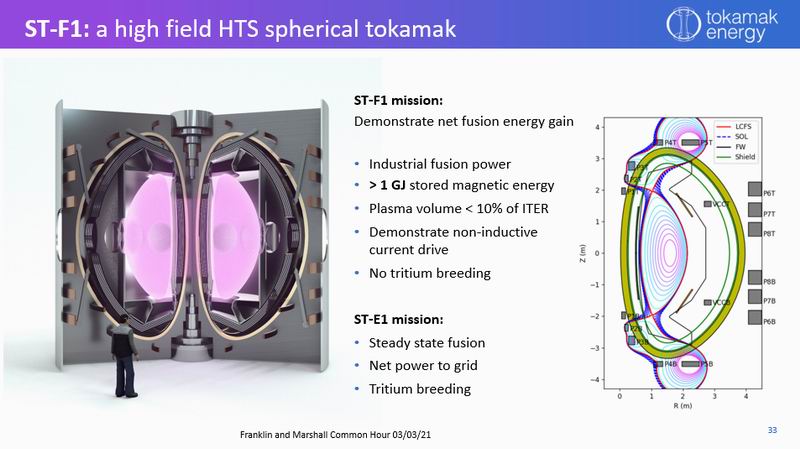 ST-F1: a high field HTS spherical tokamak
tokamak
energy
ST-F1 mission:
Demonstrate net fusion energy gain
• Industrial fusion power
• > 1 GJ stored magnetic energy
• Plasma volume < 10% of ITER
• Demonstrate non-inductive
current drive
• No tritium breeding
ST-E1 mission:
• Steady state fusion
• Net power to grid
• Tritium breeding
LCFS
SOL
FW
Shield
P4T
P5T
P6T
VCCT
P7T
P8T
P8B
VCCB
P7B
P6B
P4B
P5B
4
3
2
1
0
−1
−2
−3
−4
Z (m)
0 1 2 3 4
R (m)
Franklin and Marshall Common Hour 03/03/21
33